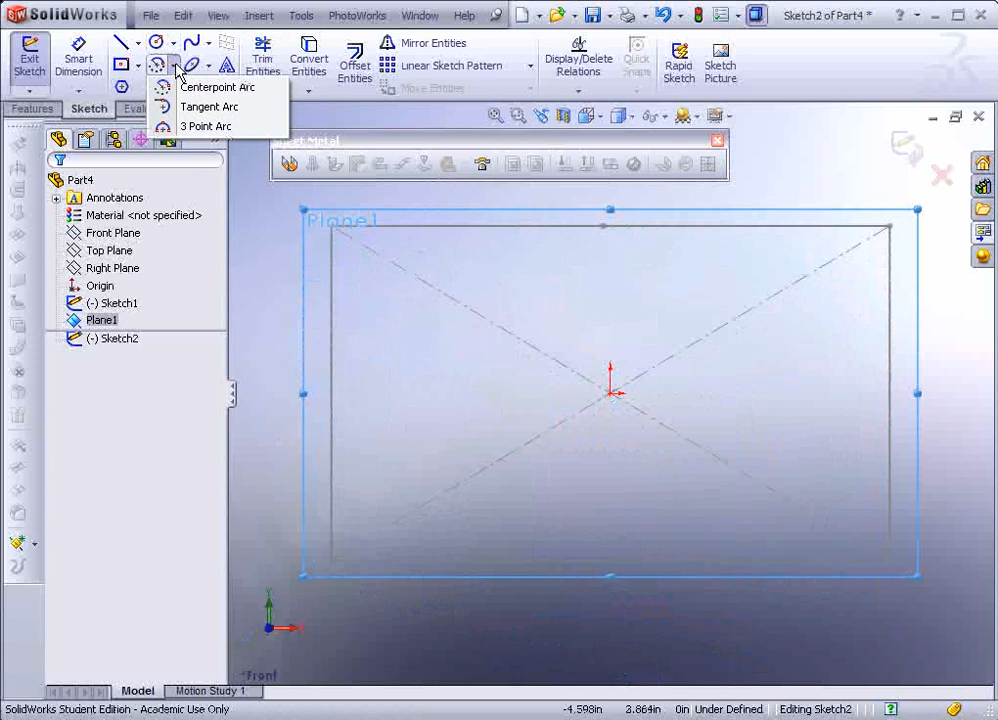 SolidWorks File Edit View Insert Tools PhotoWorks Window Help Sketch2 of Part4 *
Exit Sketch
Smart Dimension
Trim Entities
Convert Entities
Offset Entities
Mirror Entities
Linear Sketch Pattern
Move Entities
Display/Delete Relations
Quick Snaps
Rapid Sketch
Sketch Picture
Centerpoint Arc
Tangent Arc
3 Point Arc
Features Sketch
Part4
Annotations
Material <not specified>
Front Plane
Top Plane
Right Plane
Origin
(-) Sketch1
Plane1
(-) Sketch2
Plane1
Y
X
*Front
Model Motion Study 1
SolidWorks Student Edition - Academic Use Only -4.598in 2.864in 0in Under Defined Editing Sketch2